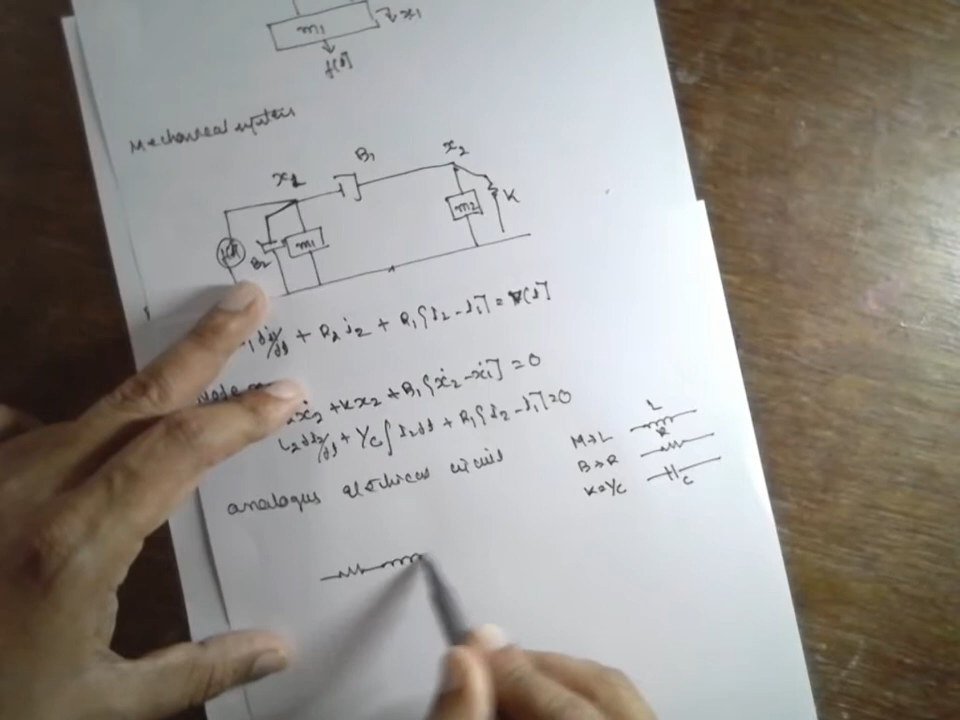 m1 x1
f(t)
Mechanical system
x1 B1 x2
f(t) B2 m1 m2 K
+ R2 i2 + R1{i2 - i1} = V(t)
+ Kx2 + B1{ẋ2 - ẋ1} = 0
L2 di2/dt + 1/C ∫ i2 dt + R1{i2 - i1} = 0
analogus electrical circuit
M→L L
B→R R
K→1/C C